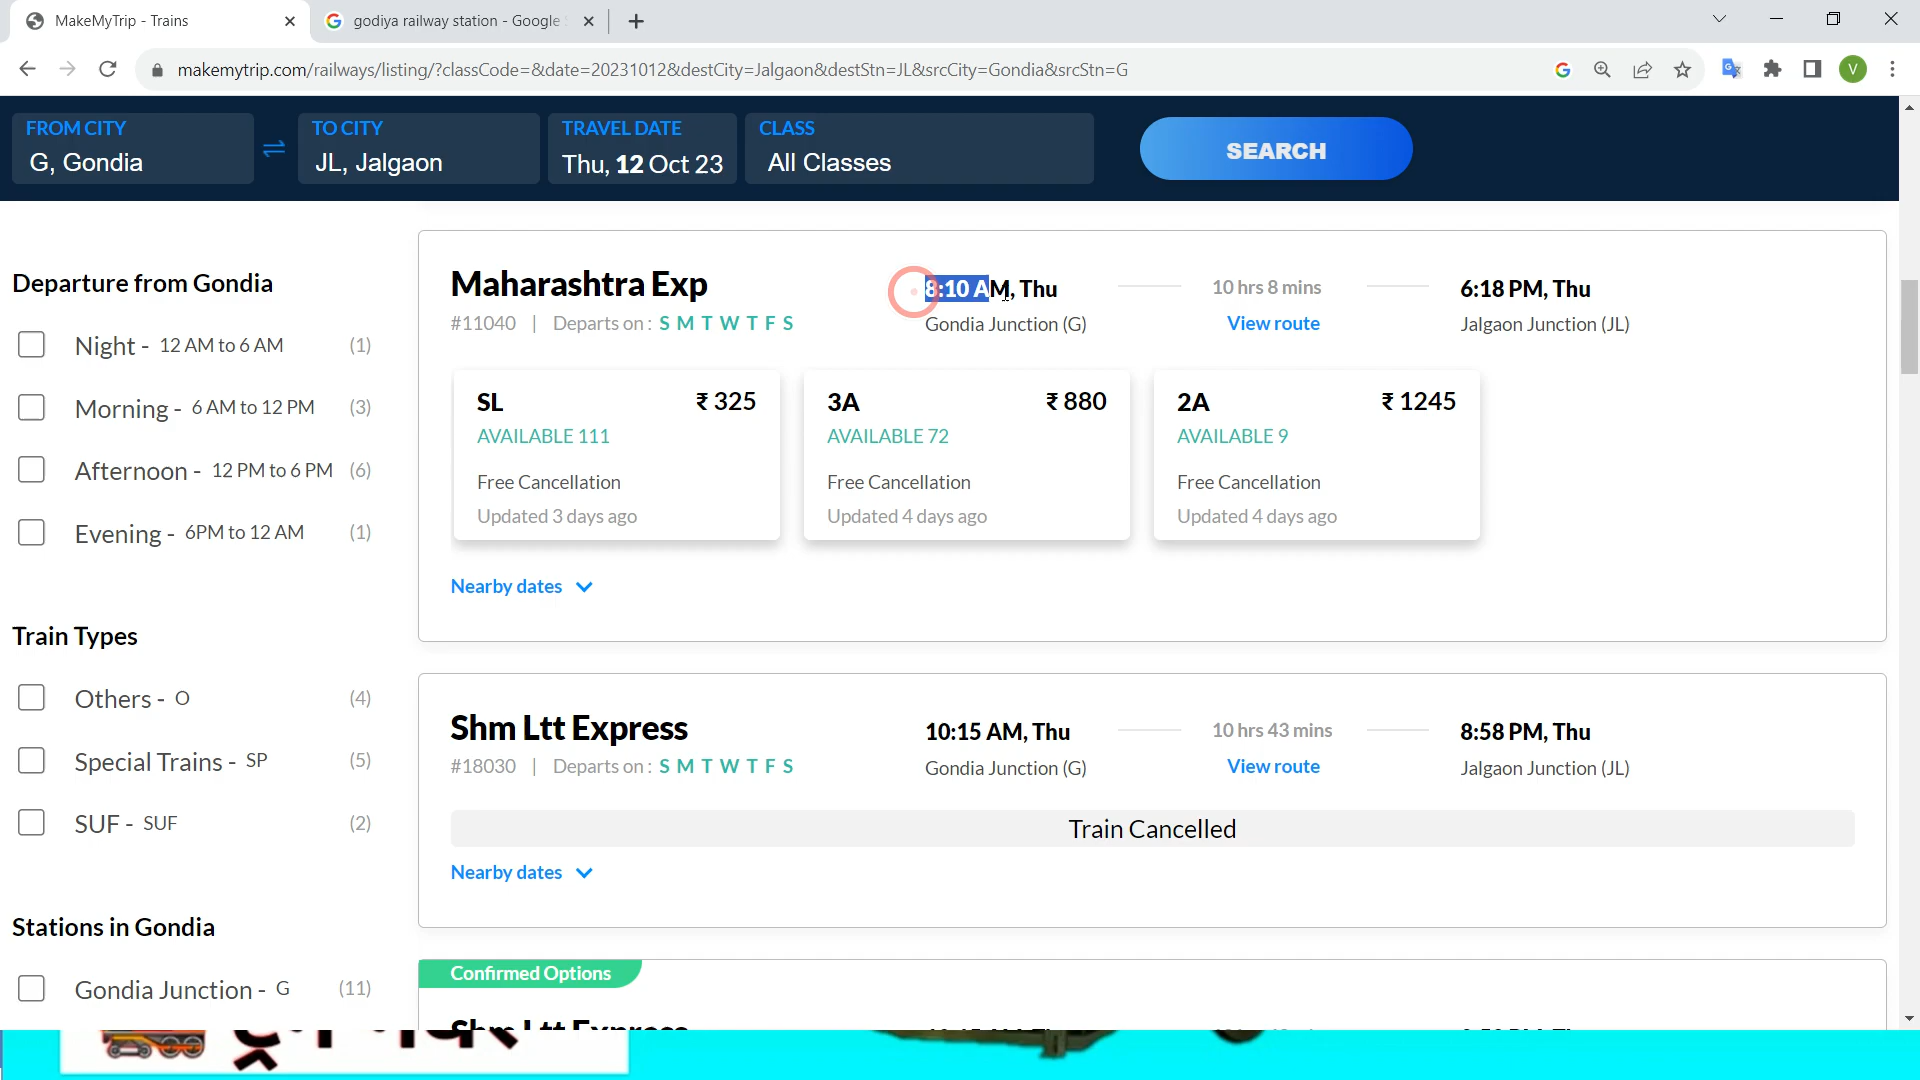 MakeMyTrip - Trains
godiya railway station - Google
makemytrip.com/railways/listing/?classCode=&date=20231012&destCity=Jalgaon&destStn=JL&srcCity=Gondia&srcStn=G
V
FROM CITY
G, Gondia
TO CITY
JL, Jalgaon
TRAVEL DATE
Thu, 12 Oct 23
CLASS
All Classes
SEARCH
Departure from Gondia
Night - 12 AM to 6 AM (1)
Morning - 6 AM to 12 PM (3)
Afternoon - 12 PM to 6 PM (6)
Evening - 6PM to 12 AM (1)
Train Types
Others - O (4)
Special Trains - SP (5)
SUF - SUF (2)
Stations in Gondia
Gondia Junction - G (11)
Maharashtra Exp
#11040 | Departs on : S M T W T F S
8:10 AM, Thu
Gondia Junction (G)
10 hrs 8 mins
View route
6:18 PM, Thu
Jalgaon Junction (JL)
SL ₹ 325
AVAILABLE 111
Free Cancellation
Updated 3 days ago
3A ₹ 880
AVAILABLE 72
Free Cancellation
Updated 4 days ago
2A ₹ 1245
AVAILABLE 9
Free Cancellation
Updated 4 days ago
Nearby dates
Shm Ltt Express
#18030 | Departs on : S M T W T F S
10:15 AM, Thu
Gondia Junction (G)
10 hrs 43 mins
View route
8:58 PM, Thu
Jalgaon Junction (JL)
Train Cancelled
Nearby dates
Confirmed Options
Shm Ltt Express